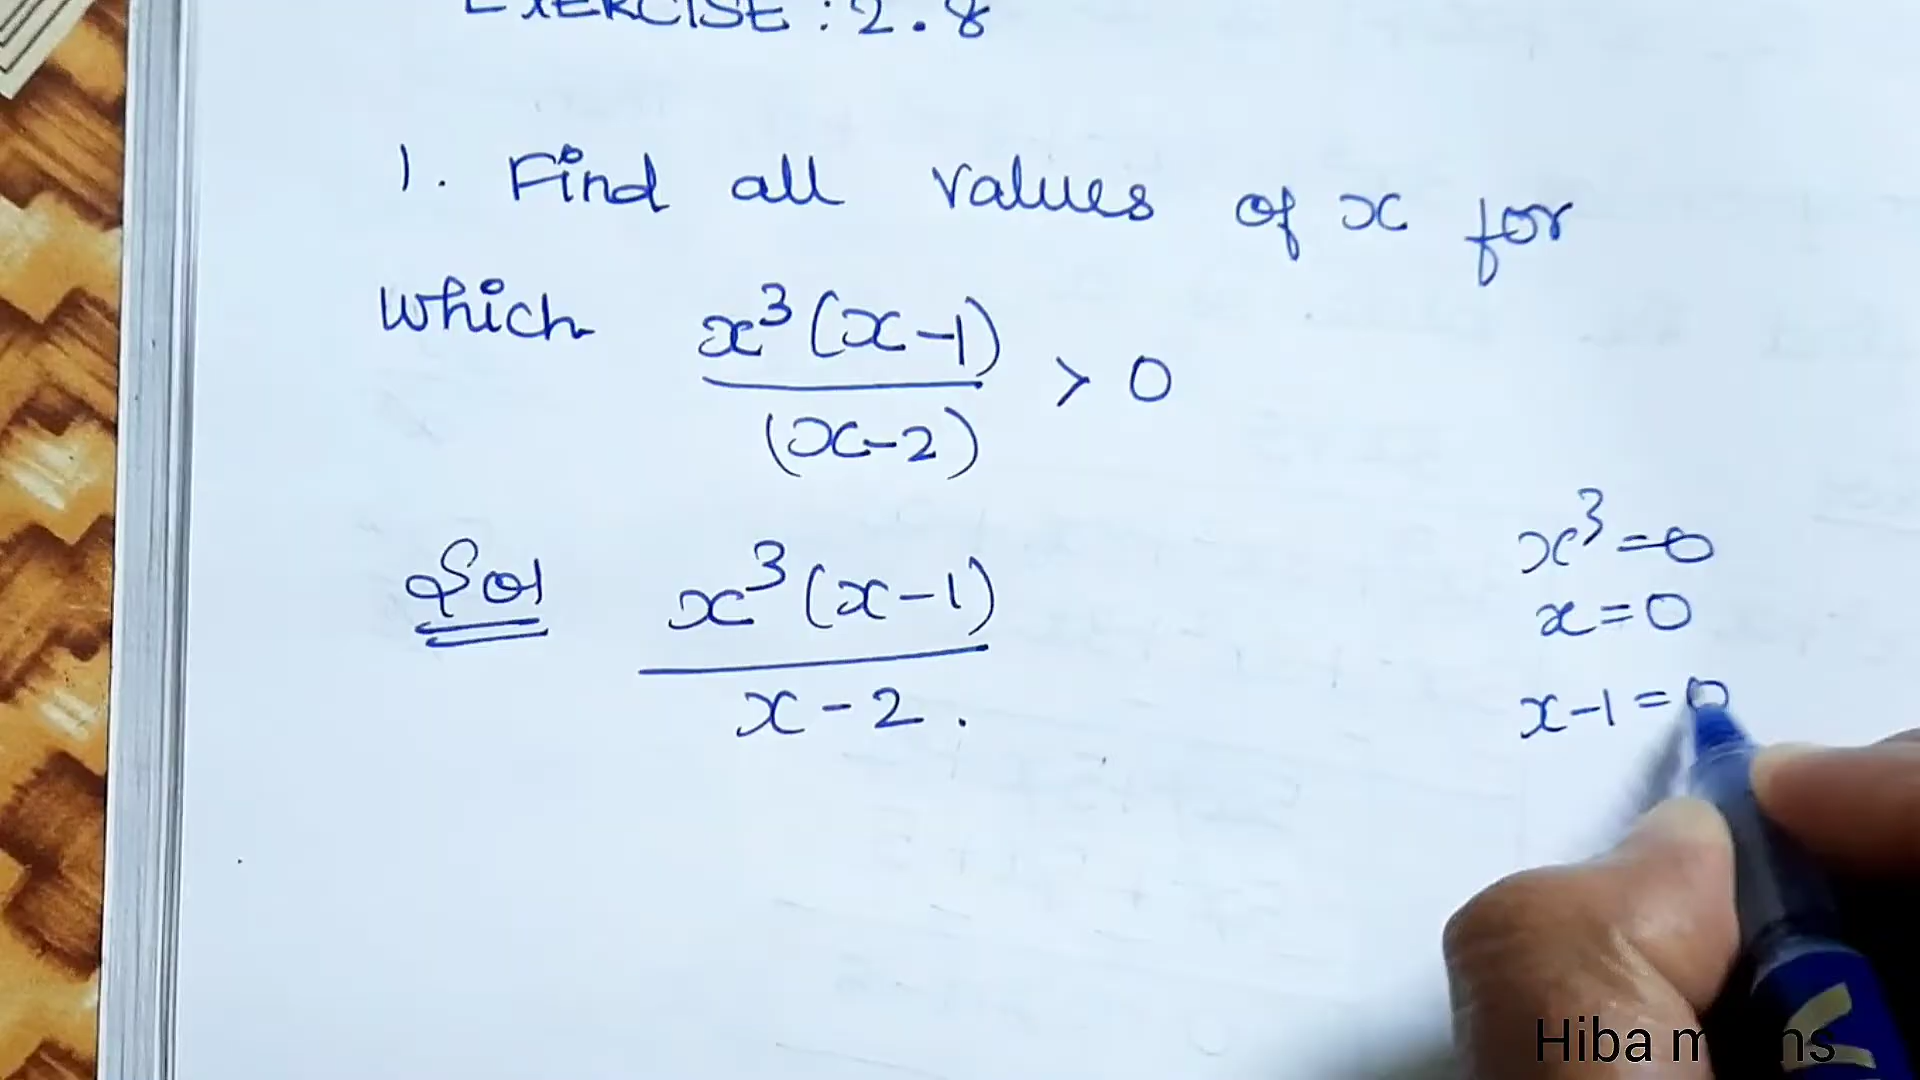 EXERCISE : 2.8
1. Find all values of x for
which x³(x-1) / (x-2) > 0
Sol x³(x-1) / x-2 .
x³=0
x=0
x-1=0
Hiba